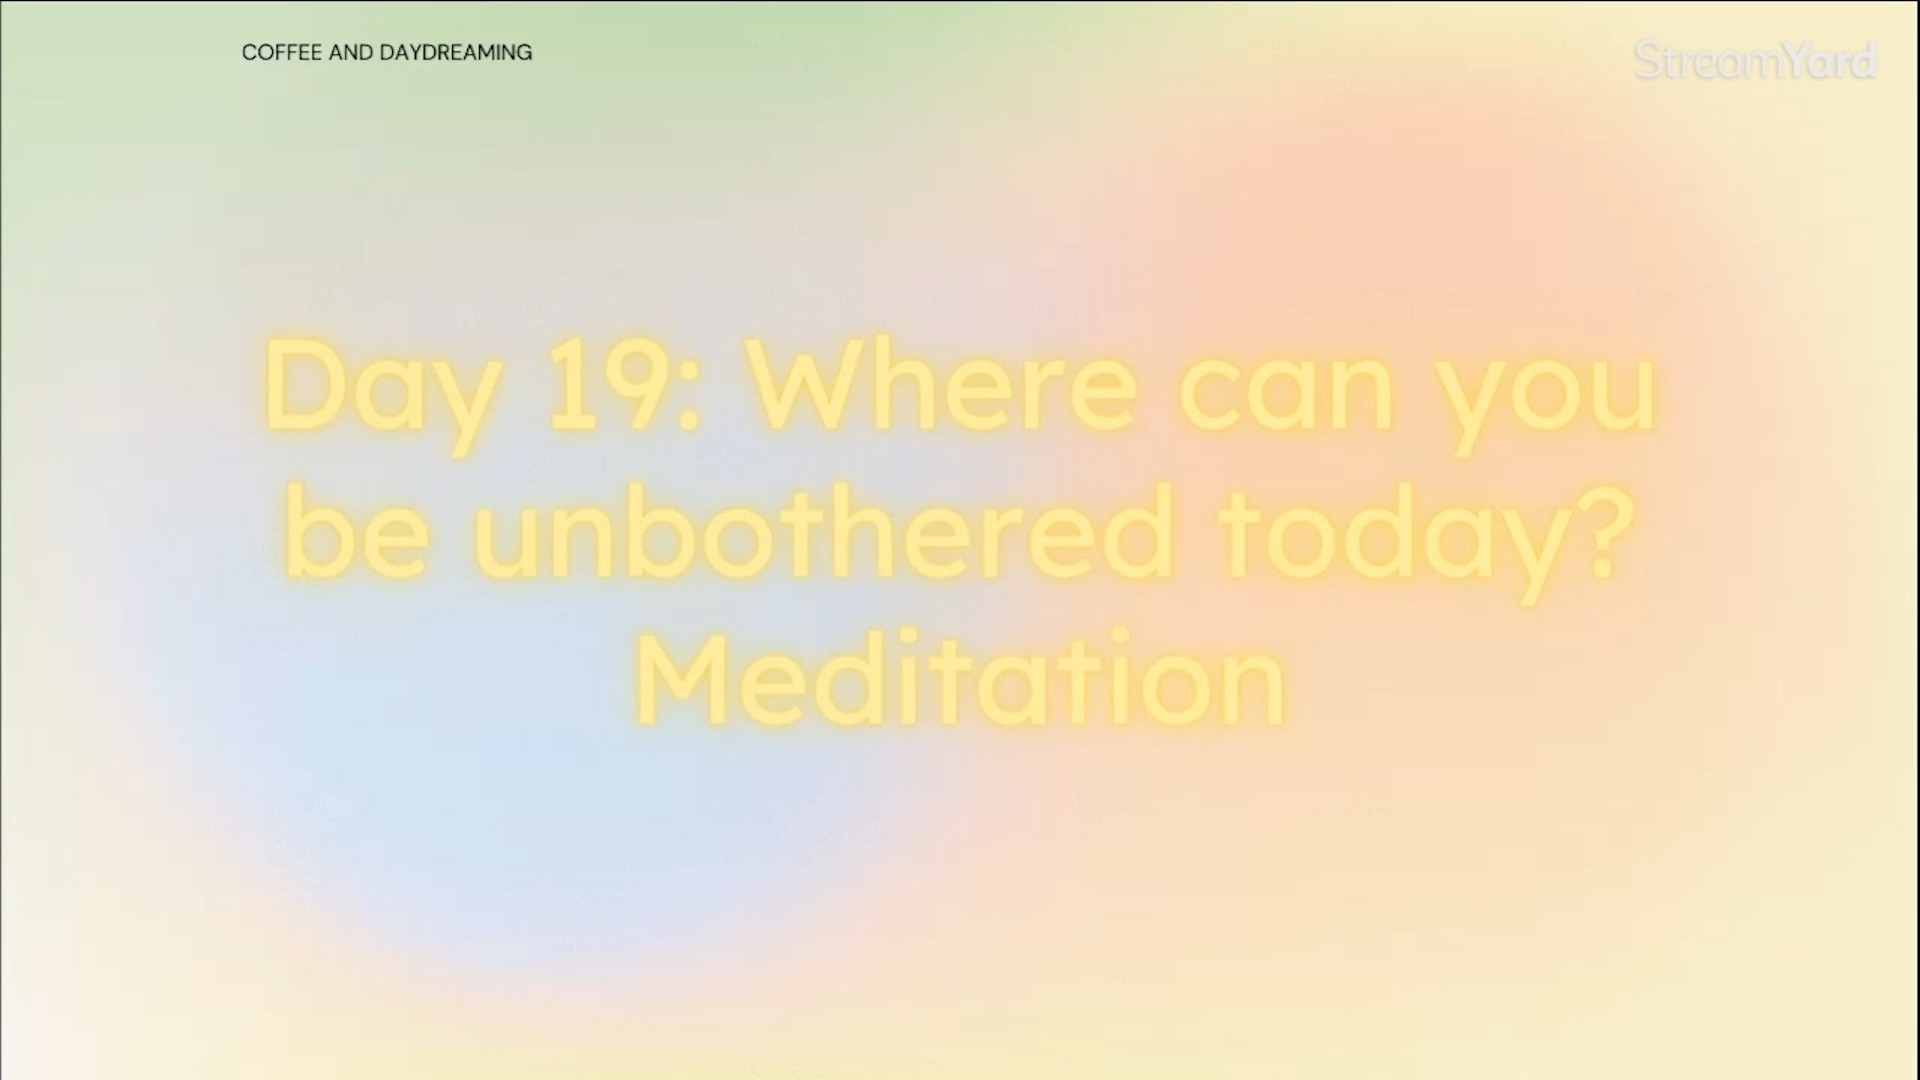 COFFEE AND DAYDREAMING
StreamYard
Day 19: Where can you
be unbothered today?
Meditation